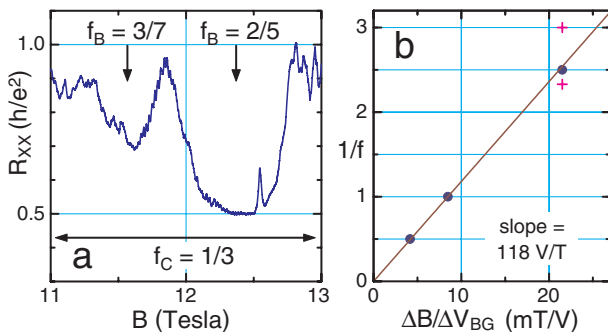 a
f_B = 3/7
f_B = 2/5
f_C = 1/3
1.0
0.5
R_XX (h/e2)
11
12
13
B (Tesla)
b
3
2
1
0
1/f
slope =
118 V/T
0
10
20
ΔB/ΔV_BG (mT/V)